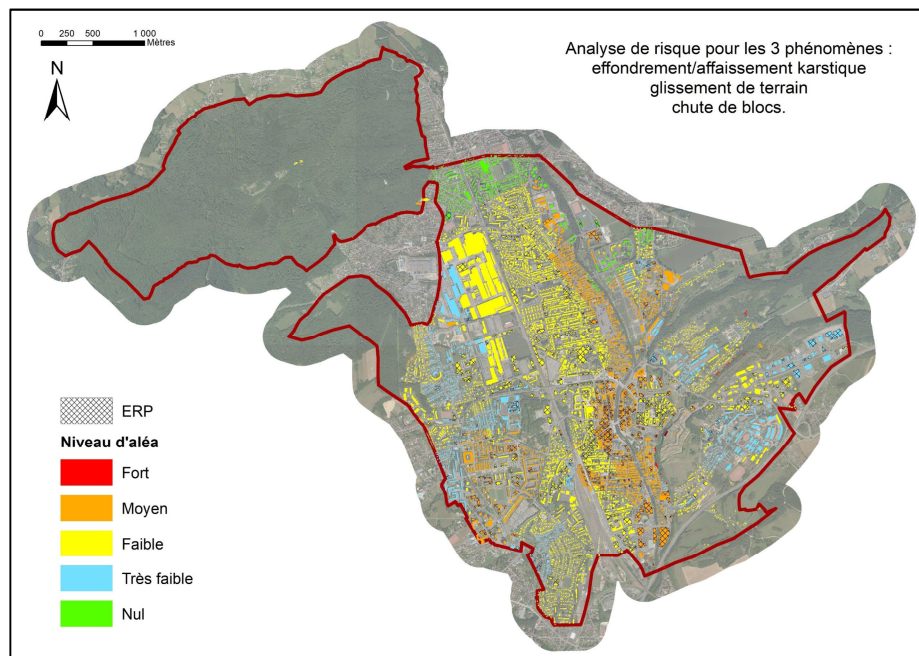 0 250 500 1 000
Mètres
N
Analyse de risque pour les 3 phénomènes :
effondrement/affaissement karstique
glissement de terrain
chute de blocs.
ERP
Niveau d'aléa
Fort
Moyen
Faible
Très faible
Nul